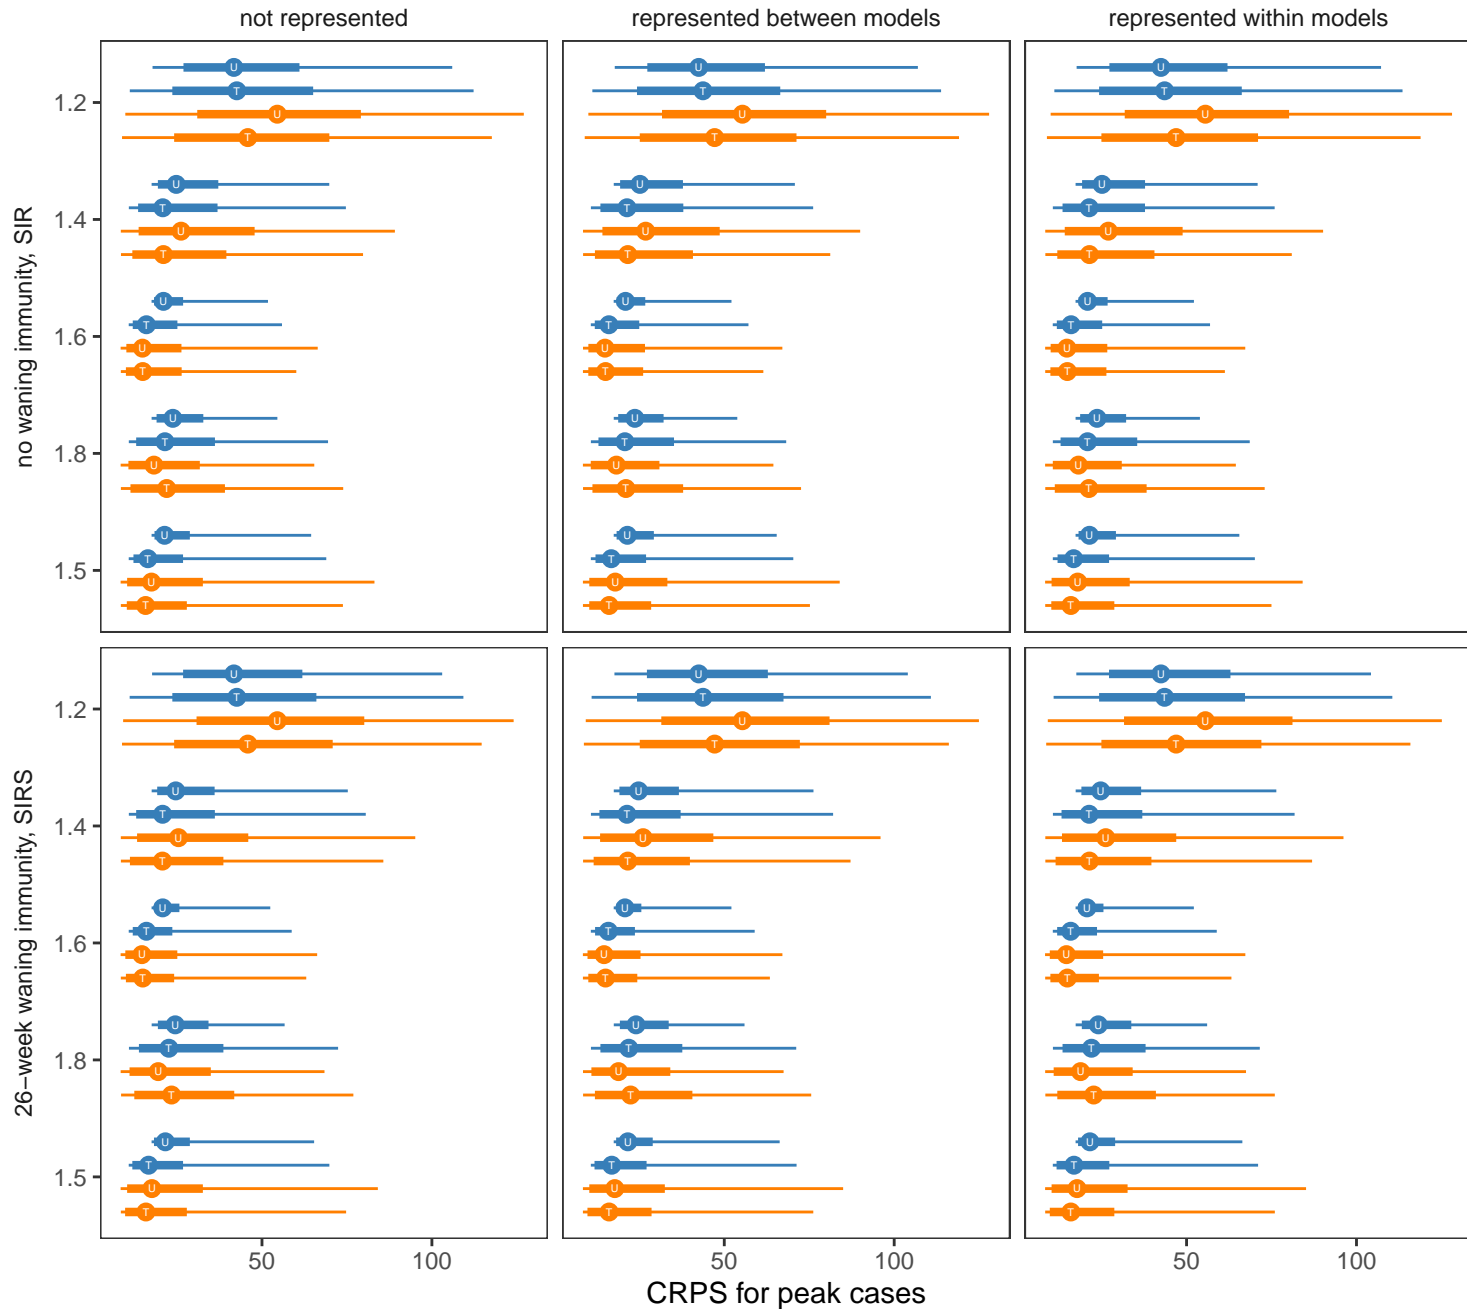 not represented
represented between models
represented within models
no waning immunity, SIR
1.2
U U U
T T T
U U U
T T T
1.4
U U U
T T T
U U U
T T T
1.6
U U U
T T T
U U U
T T T
1.8
U U U
T T T
U U U
T T T
1.5
U U U
T T T
U U U
T T T
26−week waning immunity, SIRS
1.2
U U U
T T T
U U U
T T T
1.4
U U U
T T T
U U U
T T T
1.6
U U U
T T T
U U U
T T T
1.8
U U U
T T T
U U U
T T T
1.5
U U U
T T T
U U U
T T T
50 100 50 100 50 100
CRPS for peak cases